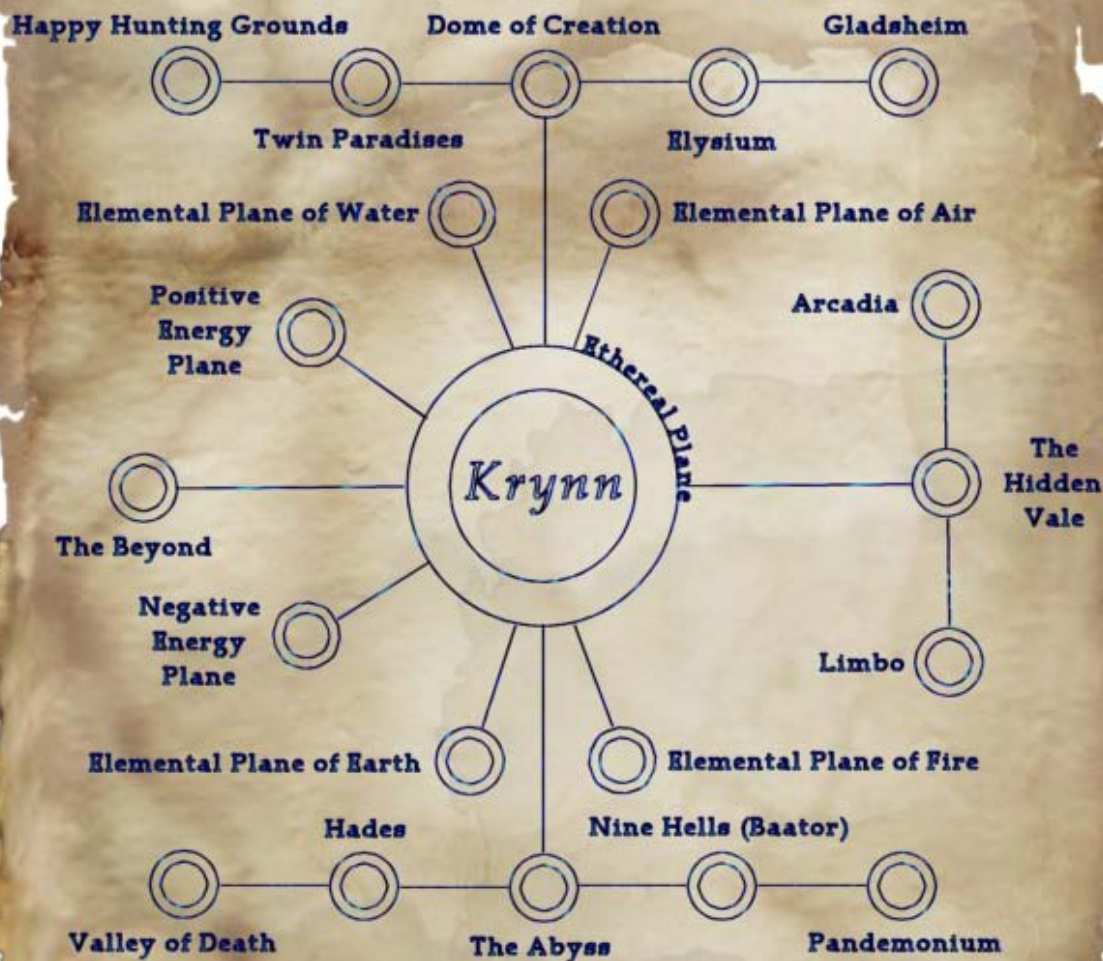 Happy Hunting Grounds
Dome of Creation
Gladsheim
Twin Paradises
Elysium
Elemental Plane of Water
Elemental Plane of Air
Positive
Energy
Plane
Arcadia
Ethereal Plane
Krynn
The
Hidden
Vale
The Beyond
Negative
Energy
Plane
Limbo
Elemental Plane of Earth
Elemental Plane of Fire
Hades
Nine Hells (Baator)
Valley of Death
The Abyss
Pandemonium